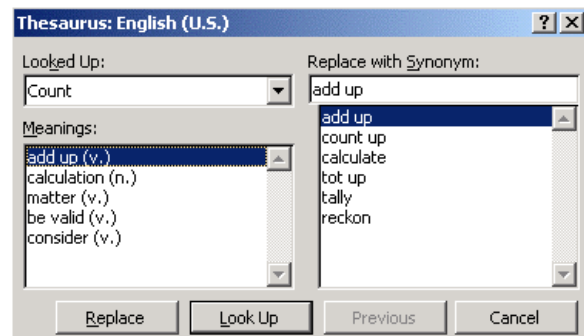 Thesaurus: English (U.S.)
Looked Up:
Count
Meanings:
add up (v.)
calculation (n.)
matter (v.)
be valid (v.)
consider (v.)
Replace with Synonym:
add up
add up
count up
calculate
tot up
tally
reckon
Replace
Look Up
Previous
Cancel